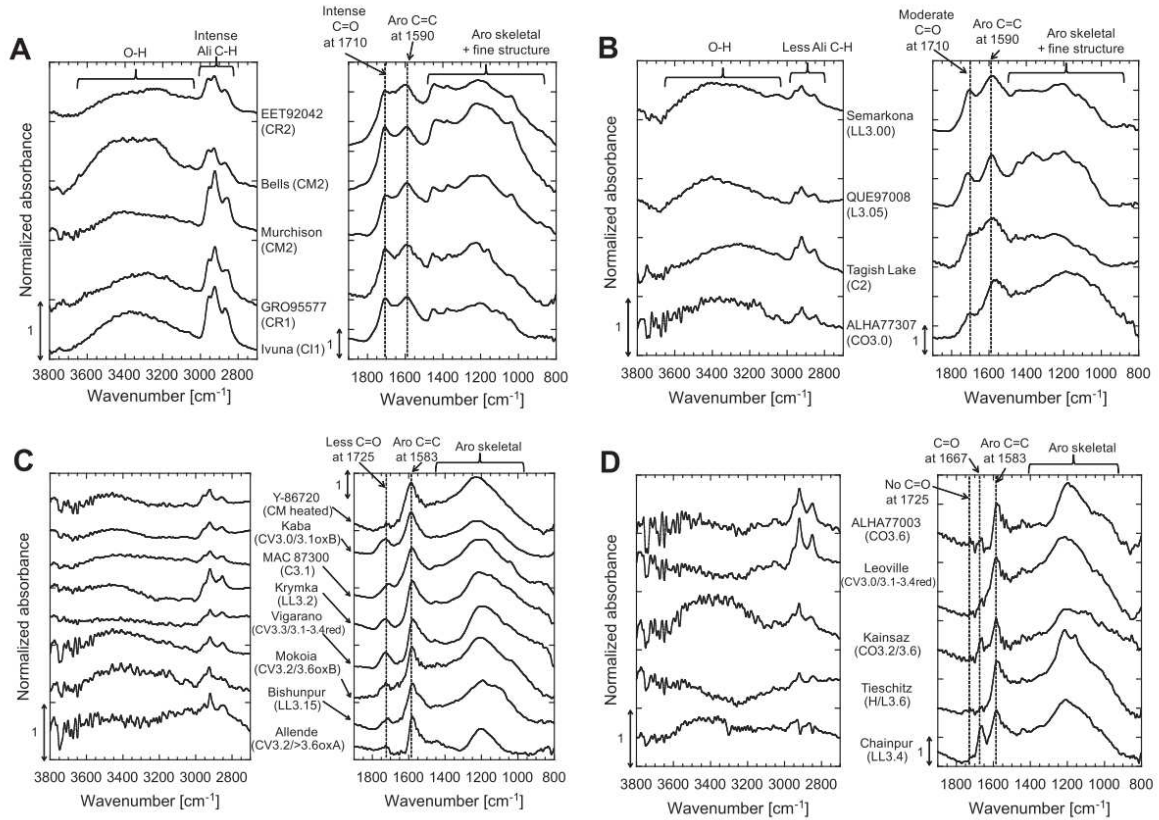 A
O-H
Intense
Ali C-H
Intense
C=O
at 1710
Aro C=C
at 1590
Aro skeletal
+ fine structure
Normalized absorbance
1
EET92042
(CR2)
Bells (CM2)
Murchison
(CM2)
GRO95577
(CR1)
Ivuna (CI1)
1
3800 3600 3400 3200 3000 2800
Wavenumber [cm-1]
1800 1600 1400 1200 1000 800
Wavenumber [cm-1]
B
O-H
Less Ali C-H
Moderate
C=O
at 1710
Aro C=C
at 1590
Aro skeletal
+ fine structure
Normalized absorbance
1
Semarkona
(LL3.00)
QUE97008
(L3.05)
Tagish Lake
(C2)
ALHA77307
(CO3.0)
1
3800 3600 3400 3200 3000 2800
Wavenumber [cm-1]
1800 1600 1400 1200 1000 800
Wavenumber [cm-1]
C
Less C=O
at 1725
Aro C=C
at 1583
Aro skeletal
Normalized absorbance
1
1
Y-86720
(CM heated)
Kaba
(CV3.0/3.1oxB)
MAC 87300
(C3.1)
Krymka
(LL3.2)
Vigarano
(CV3.3/3.1-3.4red)
Mokoia
(CV3.2/3.6oxB)
Bishunpur
(LL3.15)
Allende
(CV3.2/>3.6oxA)
3800 3600 3400 3200 3000 2800
Wavenumber [cm-1]
1800 1600 1400 1200 1000 800
Wavenumber [cm-1]
D
C=O
at 1667
Aro C=C
at 1583
Aro skeletal
No C=O
at 1725
Normalized absorbance
1
ALHA77003
(CO3.6)
Leoville
(CV3.0/3.1-3.4red)
Kainsaz
(CO3.2/3.6)
Tieschitz
(H/L3.6)
Chainpur
(LL3.4)
1
3800 3600 3400 3200 3000 2800
Wavenumber [cm-1]
1800 1600 1400 1200 1000 800
Wavenumber [cm-1]